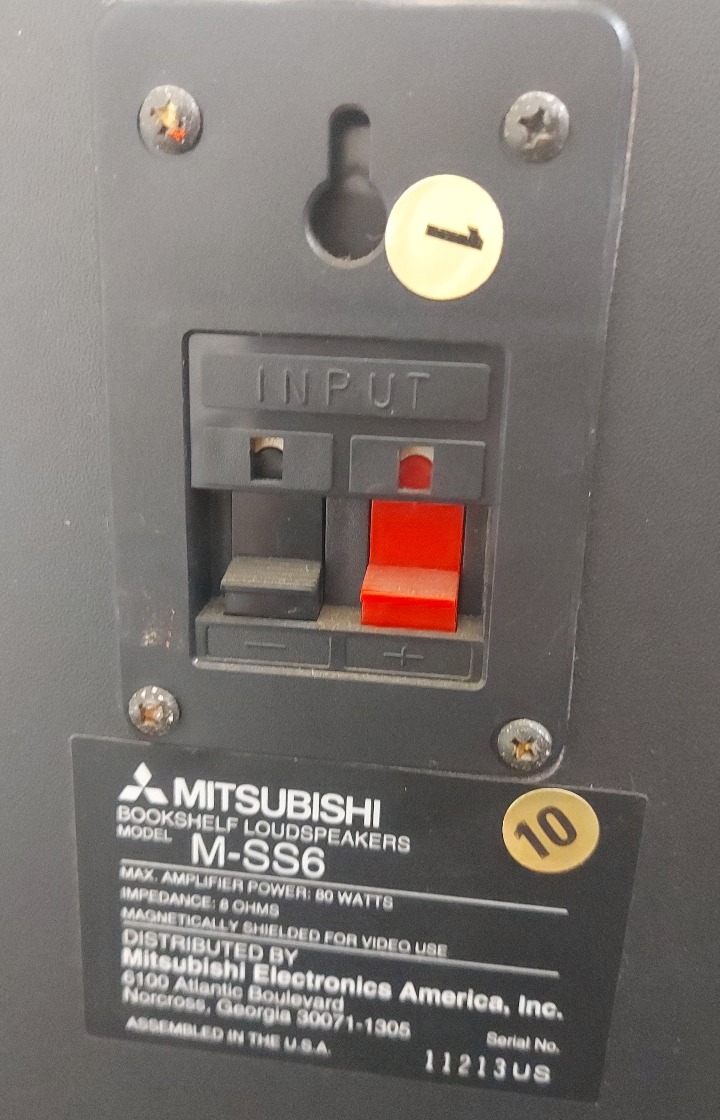 1
INPUT
− +
MITSUBISHI
BOOKSHELF LOUDSPEAKERS
MODEL M-SS6
10
MAX. AMPLIFIER POWER: 80 WATTS
IMPEDANCE: 8 OHMS
MAGNETICALLY SHIELDED FOR VIDEO USE
DISTRIBUTED BY
Mitsubishi Electronics America, Inc.
6100 Atlantic Boulevard
Norcross, Georgia 30071-1305
Serial No.
ASSEMBLED IN THE U.S.A.
11213US